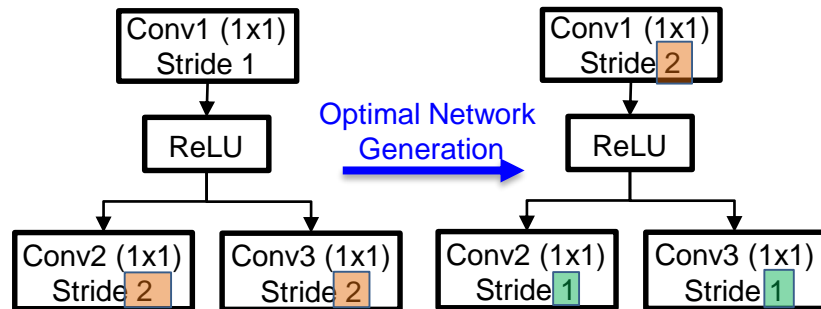 Conv1 (1x1)
Stride 1
ReLU
Conv2 (1x1)
Stride 2
Conv3 (1x1)
Stride 2
Optimal Network
Generation
Conv1 (1x1)
Stride 2
ReLU
Conv2 (1x1)
Stride 1
Conv3 (1x1)
Stride 1